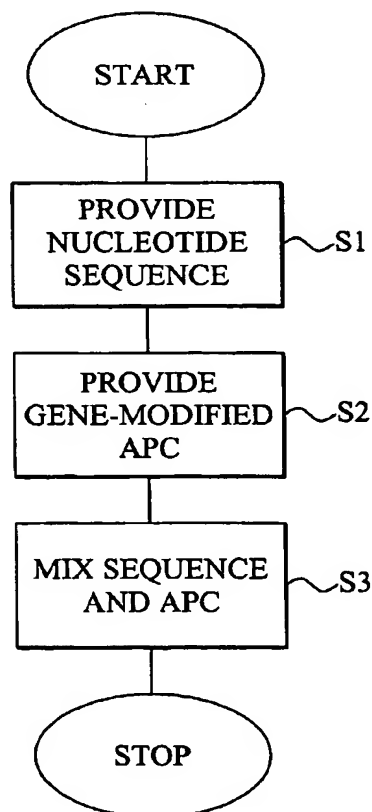 START
PROVIDE
NUCLEOTIDE
SEQUENCE
S1
PROVIDE
GENE-MODIFIED
APC
S2
MIX SEQUENCE
AND APC
S3
STOP